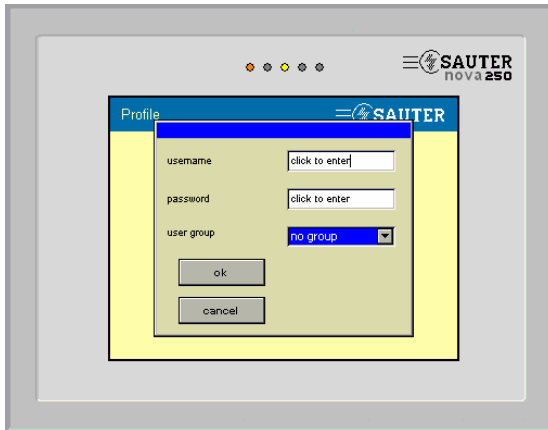 SAUTER
nova 250
Profile
SAUTER
username
click to enter
password
click to enter
user group
no group
ok
cancel